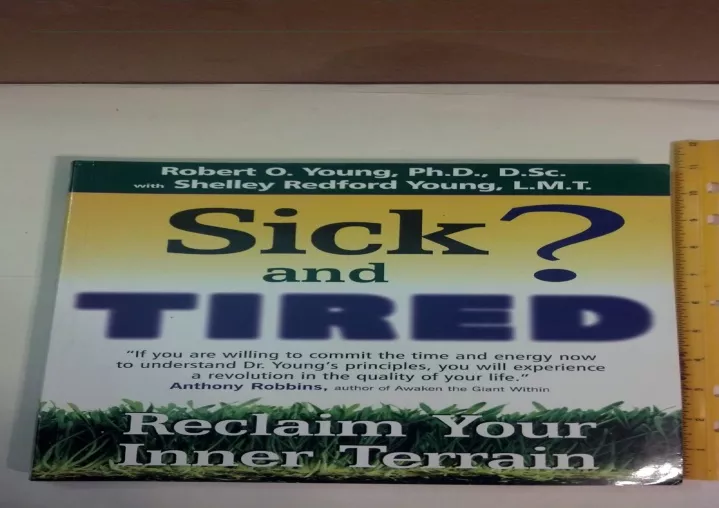 Robert O. Young, Ph.D., D.Sc.
with Shelley Redford Young, L.M.T.
Sick?
and
TIRED
"If you are willing to commit the time and energy now
to understand Dr. Young's principles, you will experience
a revolution in the quality of your life."
Anthony Robbins, author of Awaken the Giant Within
Reclaim Your
Inner Terrain